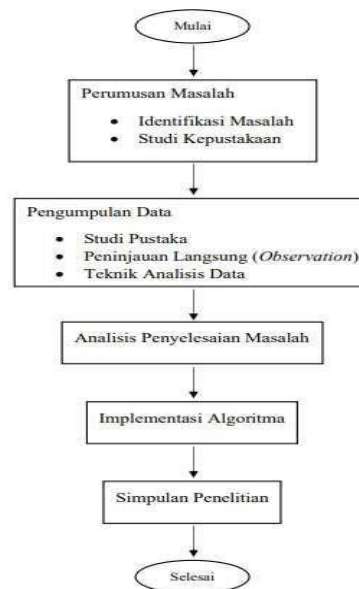 Mulai
Perumusan Masalah
• Identifikasi Masalah
• Studi Kepustakaan
Pengumpulan Data
• Studi Pustaka
• Peninjauan Langsung (Observation)
• Teknik Analisis Data
Analisis Penyelesaian Masalah
Implementasi Algoritma
Simpulan Penelitian
Selesai